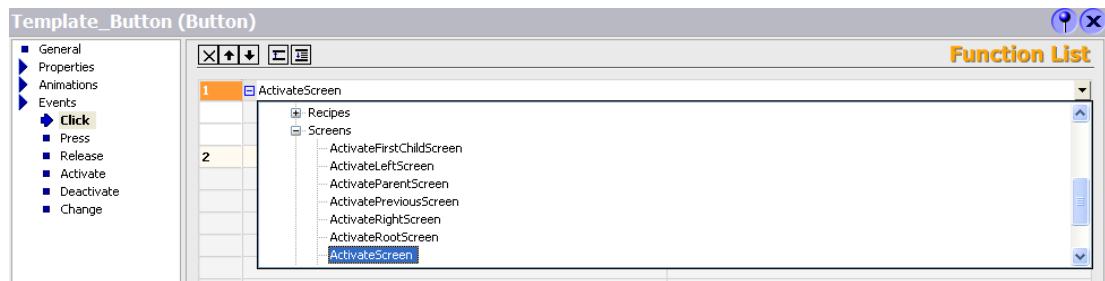 Template_Button (Button)
General
Properties
Animations
Events
Click
Press
Release
Activate
Deactivate
Change
Function List
1 ActivateScreen
Recipes
Screens
ActivateFirstChildScreen
ActivateLeftScreen
2
ActivateParentScreen
ActivatePreviousScreen
ActivateRightScreen
ActivateRootScreen
ActivateScreen